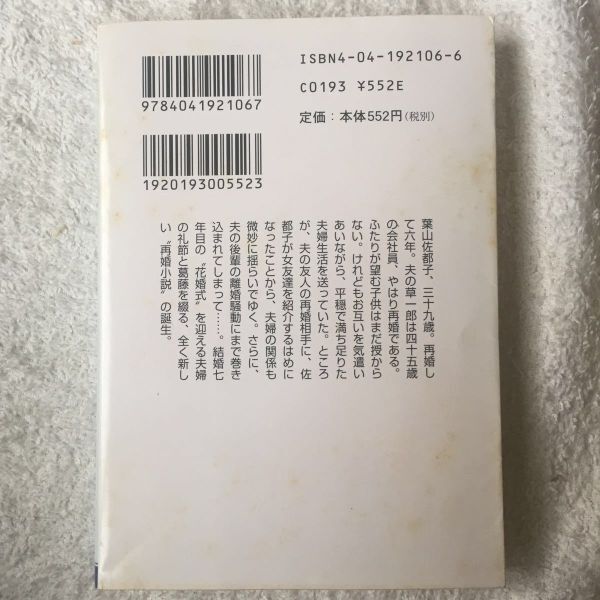 ISBN4-04-192106-6
C0193 ¥552E
定価：本体552円（税別）
9784041921067
1920193005523
葉山佐都子、三十九歳。再婚し
て六年。夫の草一郎は四十五歳
の会社員、やはり再婚である。
ふたりが望む子供はまだ授から
ない。けれどもお互いを気遣い
あいながら、平穏で満ち足りた
夫婦生活を送っていた。ところ
が、夫の友人の再婚相手に、佐
都子が女友達を紹介するはめに
なったことから、夫婦の関係も
微妙に揺らいでゆく。さらに、
夫の後輩の離婚騒動にまで巻き
込まれてしまって……。結婚七
年目の〝花婚式〟を迎える夫婦
の礼節と葛藤を綴る、全く新し
い〝再婚小説〟の誕生。